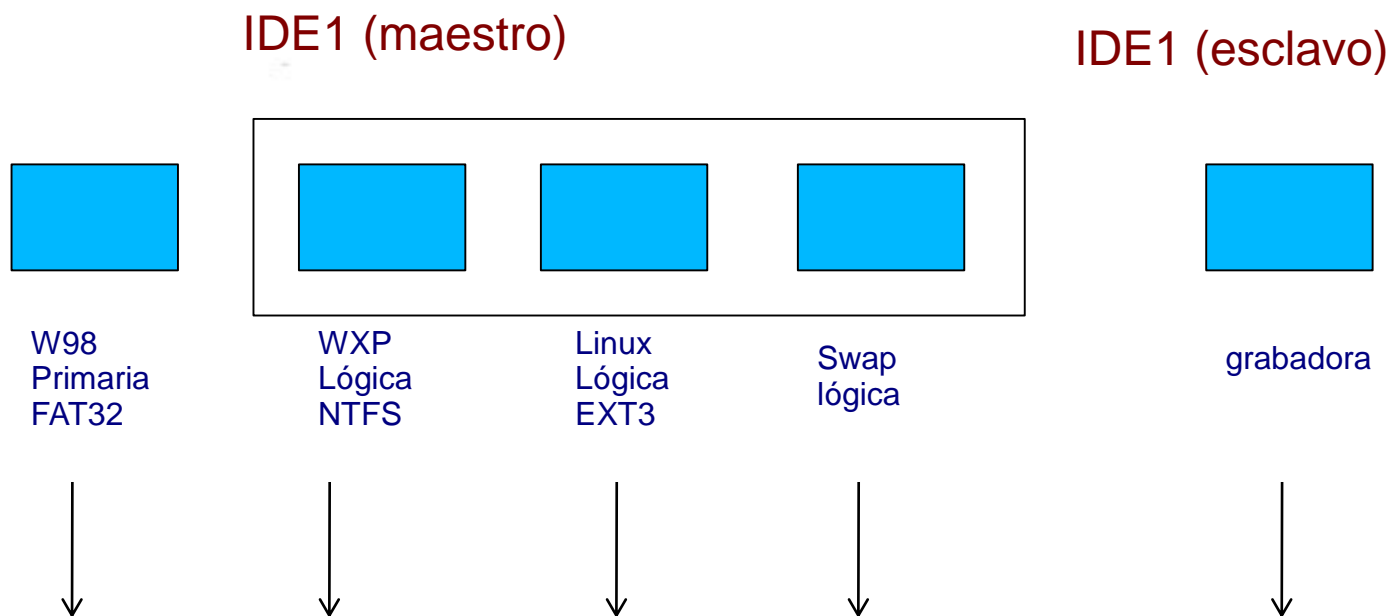 IDE1 (maestro)
IDE1 (esclavo)
W98
Primaria
FAT32
WXP
Lógica
NTFS
Linux
Lógica
EXT3
Swap
lógica
grabadora